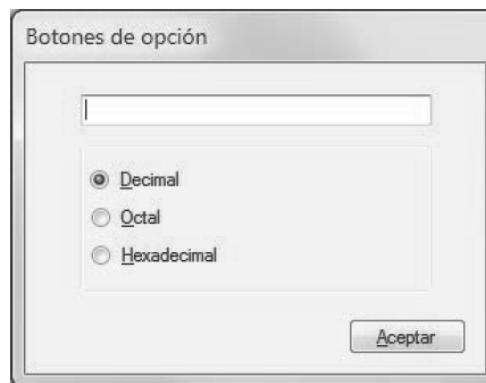 Botones de opción
Decimal
Octal
Hexadecimal
Aceptar